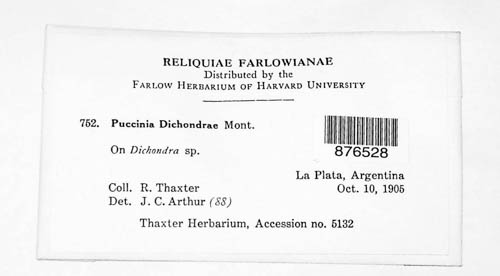 RELIQUIAE FARLOWIANAE
Distributed by the
FARLOW HERBARIUM OF HARVARD UNIVERSITY
752. Puccinia Dichondrae Mont.
On Dichondra sp.
876528
La Plata, Argentina
Coll. R. Thaxter Oct. 10, 1905
Det. J. C. Arthur (88)
Thaxter Herbarium, Accession no. 5132